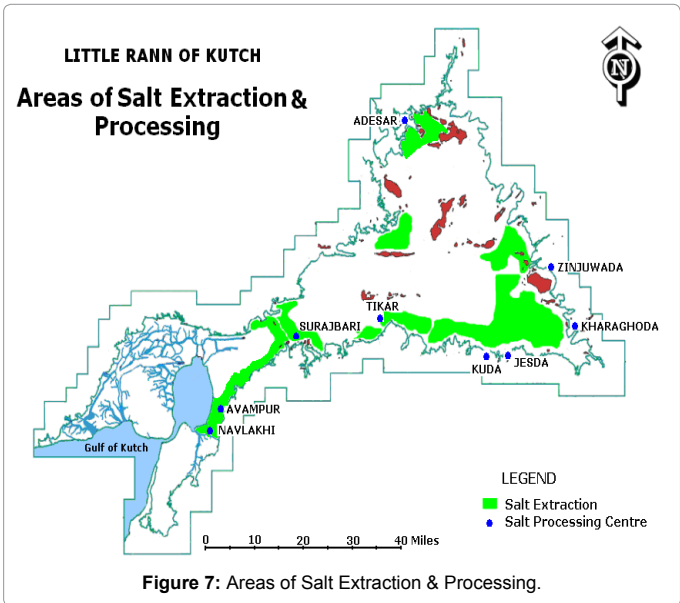 LITTLE RANN OF KUTCH
Areas of Salt Extraction &
Processing
N
ADESAR
ZINJUWADA
TIKAR
SURAJBARI
KHARAGHODA
KUDA
JESDA
AVAMPUR
NAVLAKHI
Gulf of Kutch
LEGEND
Salt Extraction
Salt Processing Centre
0 10 20 30 40 Miles
Figure 7: Areas of Salt Extraction & Processing.